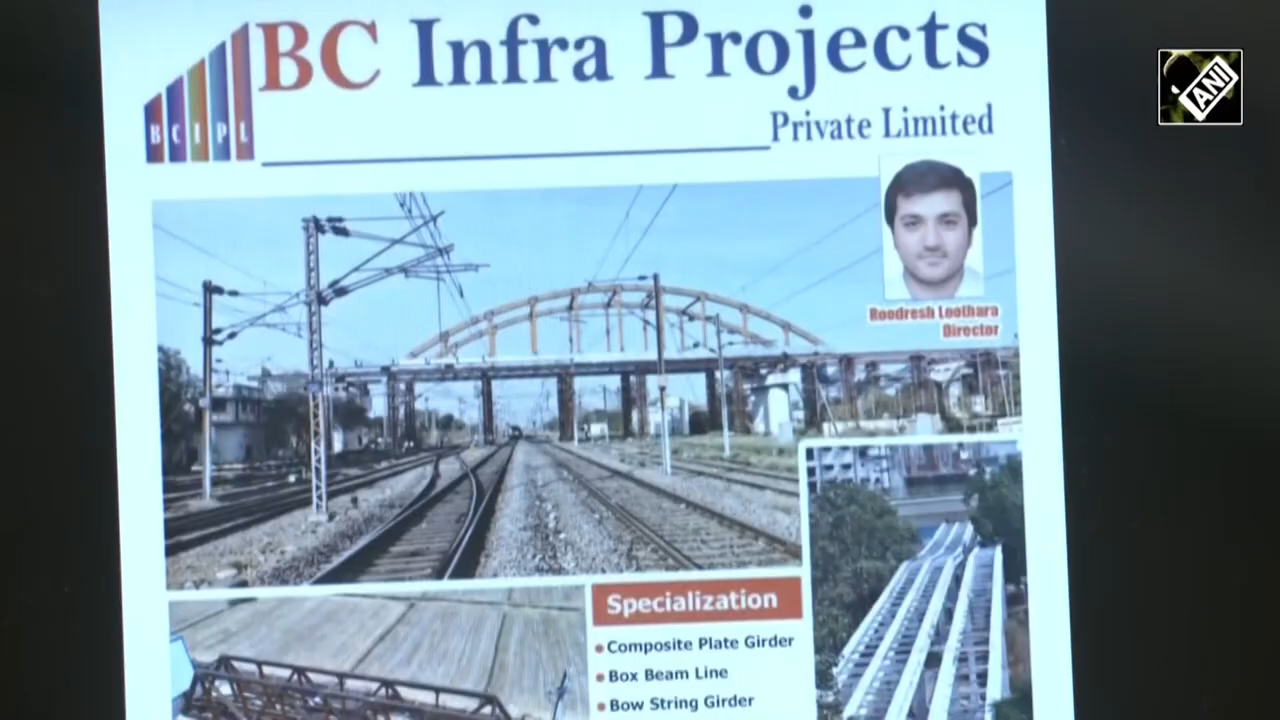 BC Infra Projects
Private Limited
B C I P L
ANI
Roodresh Loothara
Director
Specialization
Composite Plate Girder
Box Beam Line
Bow String Girder